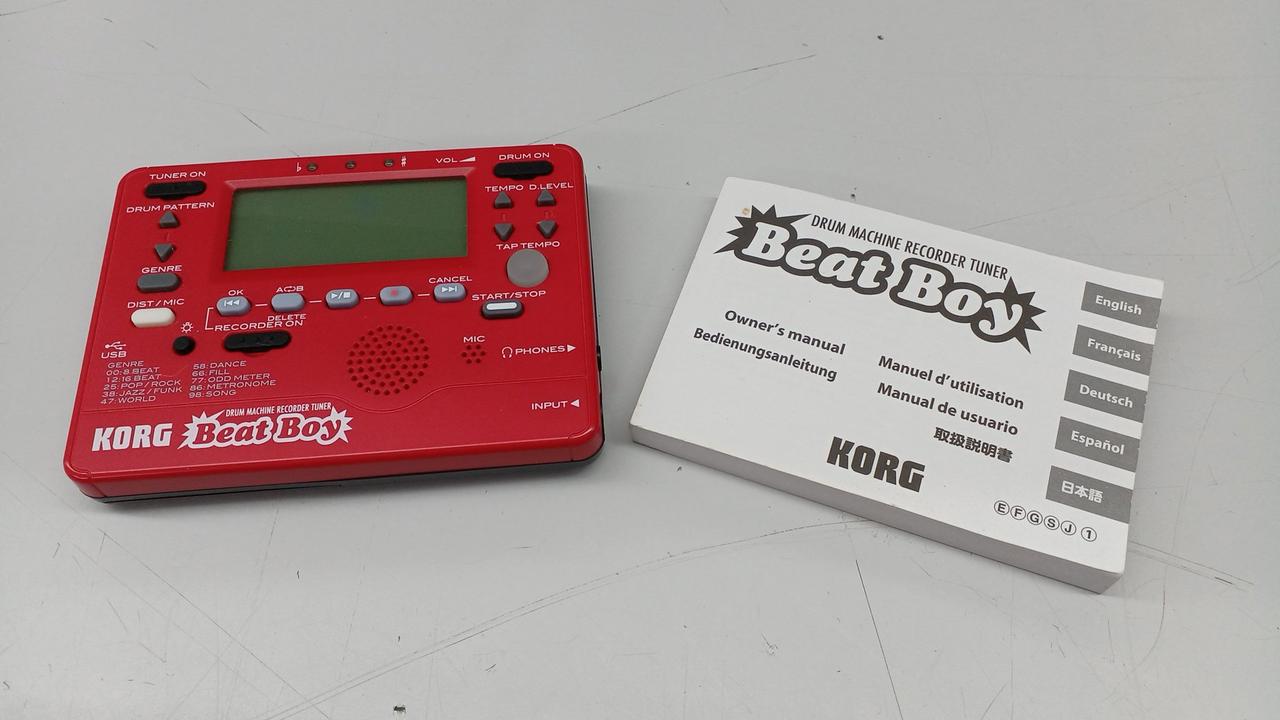 TUNER ON
♭
♯
VOL
DRUM ON
DRUM PATTERN
TEMPO D.LEVEL
TAP TEMPO
GENRE
OK
A⊃B
CANCEL
DIST/MIC
DELETE
START/STOP
RECORDER ON
USB
MIC
PHONES
GENRE
00:8 BEAT
12:16 BEAT
25:POP/ROCK
38:JAZZ/FUNK
47:WORLD
58:DANCE
66:FILL
77:ODD METER
86:METRONOME
98:SONG
INPUT
DRUM MACHINE RECORDER TUNER
KORG Beat Boy
DRUM MACHINE RECORDER TUNER
Beat Boy
Owner's manual
Bedienungsanleitung
Manuel d'utilisation
Manual de usuario
取扱説明書
KORG
English
Français
Deutsch
Español
日本語
Ⓔ Ⓕ Ⓖ Ⓢ Ⓙ ①